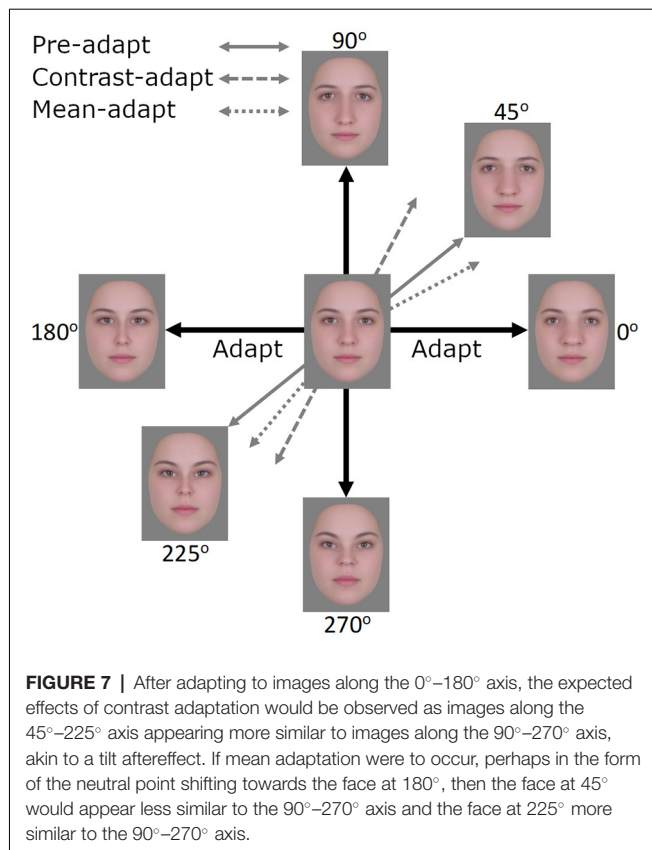 Pre-adapt
Contrast-adapt
Mean-adapt
90°
45°
180°
Adapt
Adapt
0°
225°
270°
FIGURE 7 | After adapting to images along the 0°–180° axis, the expected
effects of contrast adaptation would be observed as images along the
45°–225° axis appearing more similar to images along the 90°–270° axis,
akin to a tilt aftereffect. If mean adaptation were to occur, perhaps in the form
of the neutral point shifting towards the face at 180°, then the face at 45°
would appear less similar to the 90°–270° axis and the face at 225° more
similar to the 90°–270° axis.